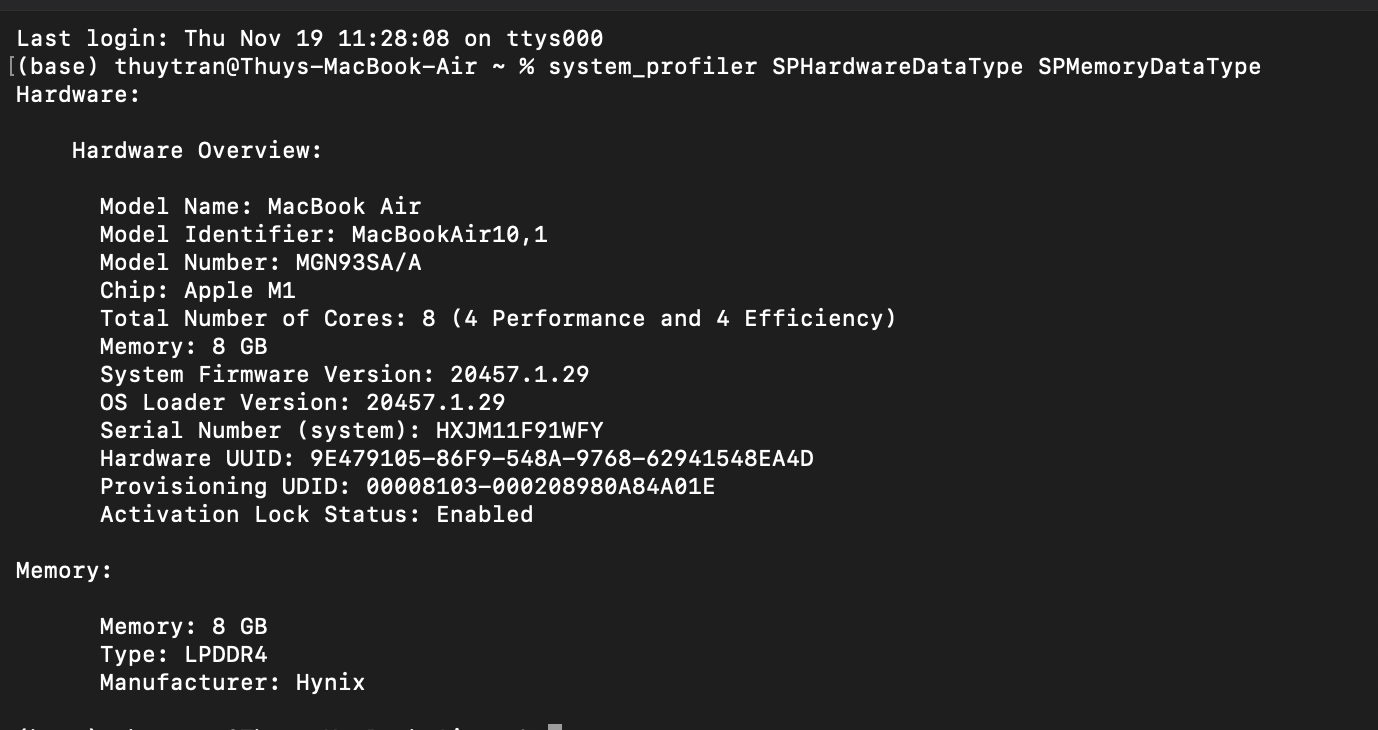 Last login: Thu Nov 19 11:28:08 on ttys000
[(base) thuytran@Thuys-MacBook-Air ~ % system_profiler SPHardwareDataType SPMemoryDataType
Hardware:
Hardware Overview:
Model Name: MacBook Air
Model Identifier: MacBookAir10,1
Model Number: MGN93SA/A
Chip: Apple M1
Total Number of Cores: 8 (4 Performance and 4 Efficiency)
Memory: 8 GB
System Firmware Version: 20457.1.29
OS Loader Version: 20457.1.29
Serial Number (system): HXJM11F91WFY
Hardware UUID: 9E479105-86F9-548A-9768-62941548EA4D
Provisioning UDID: 00008103-000208980A84A01E
Activation Lock Status: Enabled
Memory:
Memory: 8 GB
Type: LPDDR4
Manufacturer: Hynix